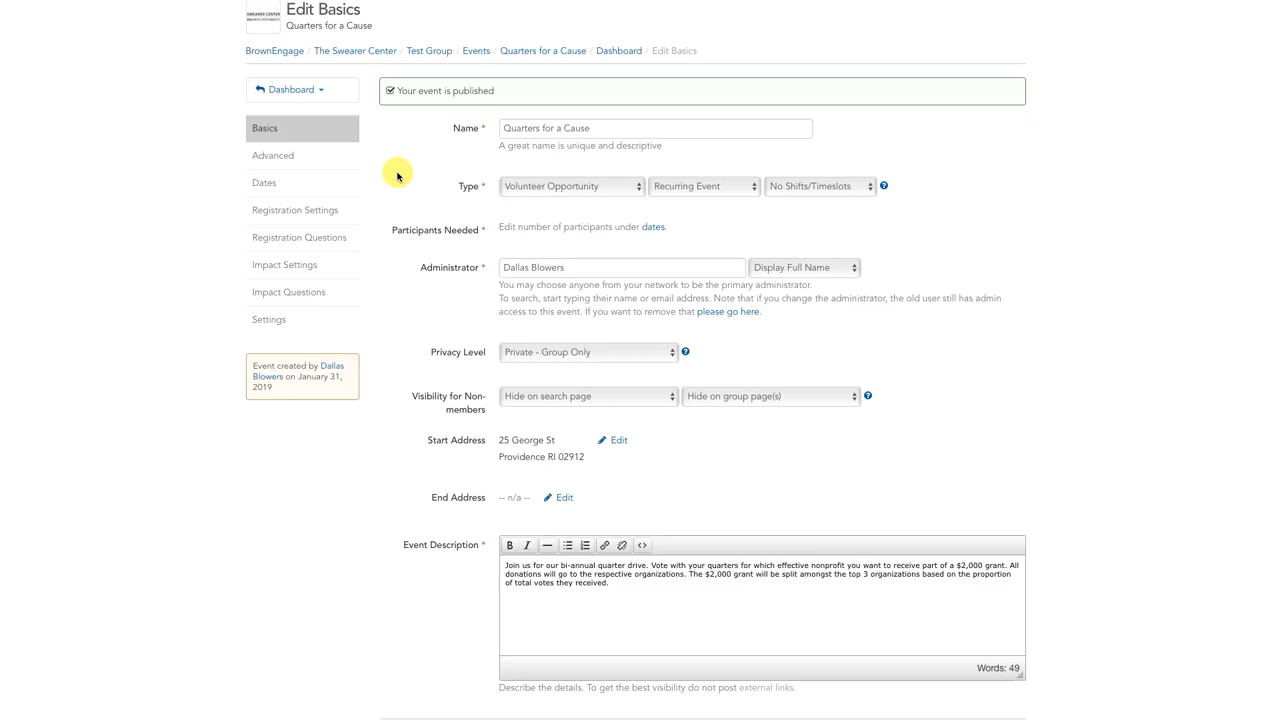 SWEARER CENTER
Edit Basics
Quarters for a Cause
BrownEngage / The Swearer Center / Test Group / Events / Quarters for a Cause / Dashboard / Edit Basics
Dashboard
Your event is published
Basics
Advanced
Dates
Registration Settings
Registration Questions
Impact Settings
Impact Questions
Settings
Event created by Dallas
Blowers on January 31,
2019
Name * Quarters for a Cause
A great name is unique and descriptive
Type * Volunteer Opportunity Recurring Event No Shifts/Timeslots
Participants Needed * Edit number of participants under dates.
Administrator * Dallas Blowers Display Full Name
You may choose anyone from your network to be the primary administrator.
To search, start typing their name or email address. Note that if you change the administrator, the old user still has admin
access to this event. If you want to remove that please go here.
Privacy Level Private - Group Only
Visibility for Non-
members Hide on search page Hide on group page(s)
Start Address 25 George St Edit
Providence RI 02912
End Address -- n/a -- Edit
Event Description *
B I
Join us for our bi-annual quarter drive. Vote with your quarters for which effective nonprofit you want to receive part of a $2,000 grant. All
donations will go to the respective organizations. The $2,000 grant will be split amongst the top 3 organizations based on the proportion
of total votes they received.
Words: 49
Describe the details. To get the best visibility do not post external links.